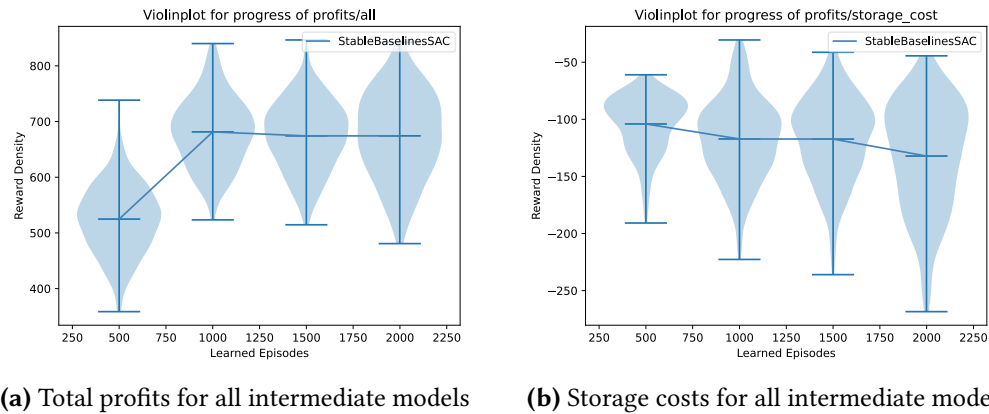 Violinplot for progress of profits/all
StableBaselinesSAC
800
700
600
500
400
Reward Density
250 500 750 1000 1250 1500 1750 2000 2250
Learned Episodes
(a) Total profits for all intermediate models
Violinplot for progress of profits/storage_cost
StableBaselinesSAC
−50
−100
−150
−200
−250
Reward Density
250 500 750 1000 1250 1500 1750 2000 225
Learned Episodes
(b) Storage costs for all intermediate mode